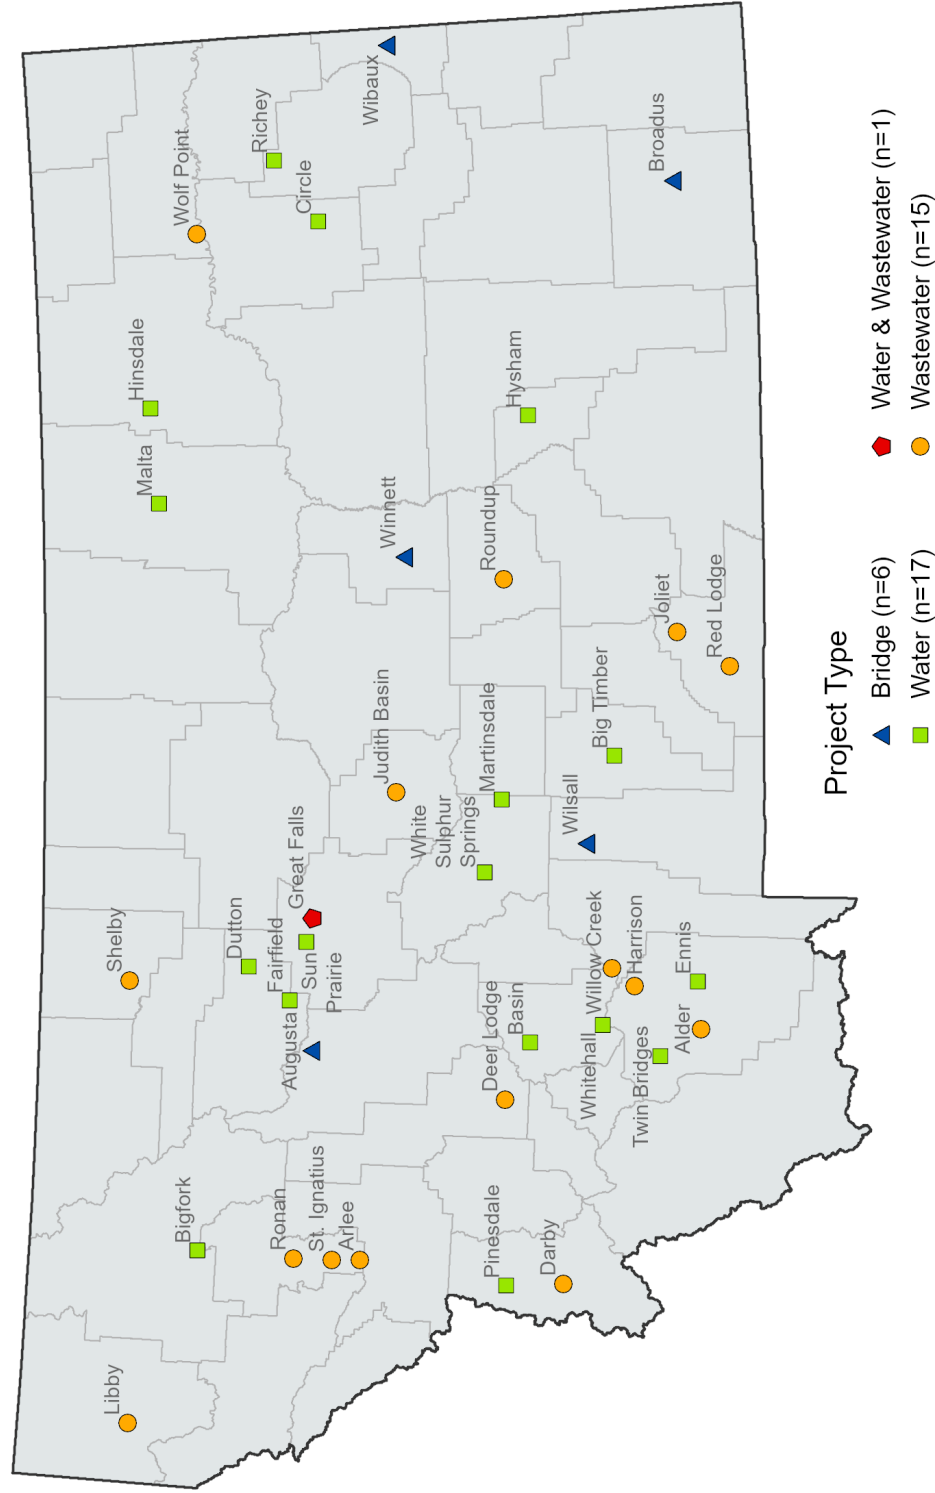 Libby
Shelby
Malta
Hinsdale
Wolf Point
Bigfork
Dutton
Richey
Ronan
Fairfield
Great Falls
Circle
St. Ignatius
Augusta
Sun
Prairie
Arlee
Judith Basin
Winnett
Wibaux
White
Sulphur
Springs
Pinesdale
Deer Lodge
Basin
Martinsdale
Roundup
Hysham
Darby
Whitehall
Willow Creek
Wilsall
Big Timber
Twin Bridges
Harrison
Joliet
Broadus
Alder
Ennis
Red Lodge
Project Type
Bridge (n=6)
Water & Wastewater (n=1)
Water (n=17)
Wastewater (n=15)